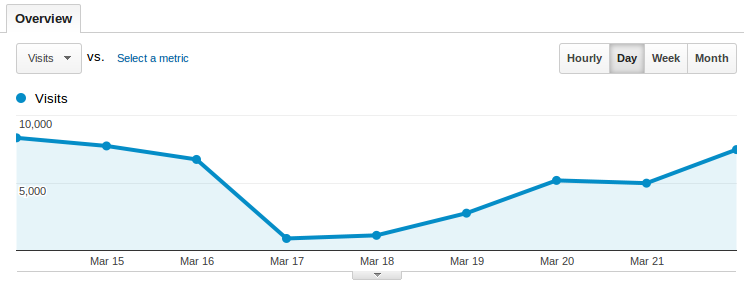 Overview
Visits vs. Select a metric Hourly Day Week Month
Visits
10,000
5,000
Mar 15 Mar 16 Mar 17 Mar 18 Mar 19 Mar 20 Mar 21